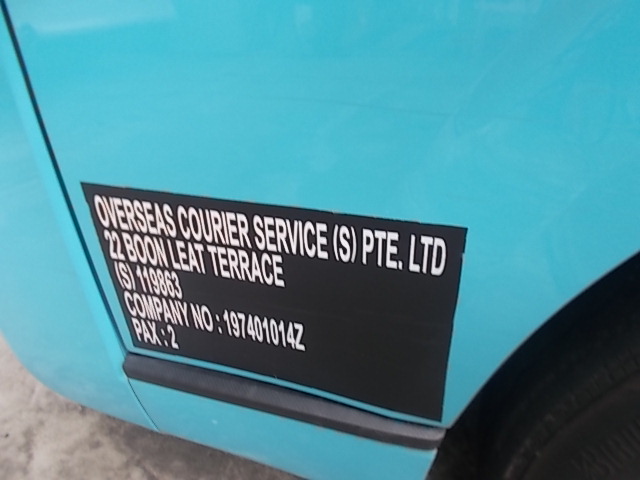 OVERSEAS COURIER SERVICE (S) PTE. LTD
22 BOON LEAT TERRACE
(S) 119863
COMPANY NO : 197401014Z
PAX : 2